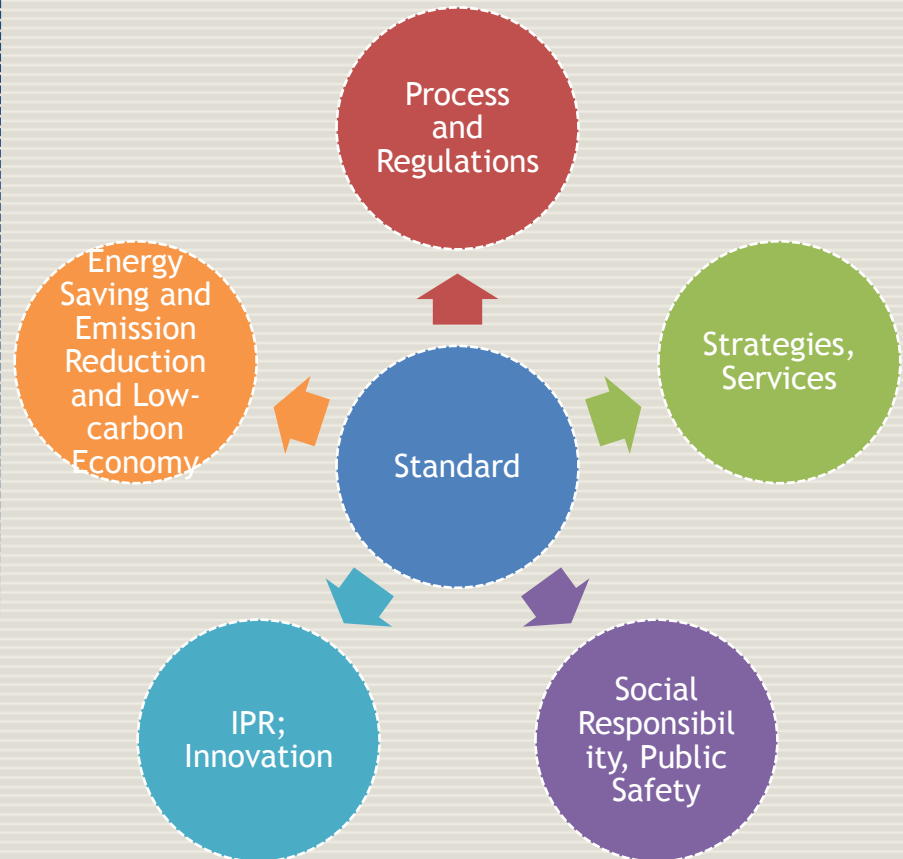 Process
and
Regulations
Energy
Saving and
Emission
Reduction
and Low-
carbon
Economy
Strategies,
Services
Standard
IPR;
Innovation
Social
Responsibil
ity, Public
Safety